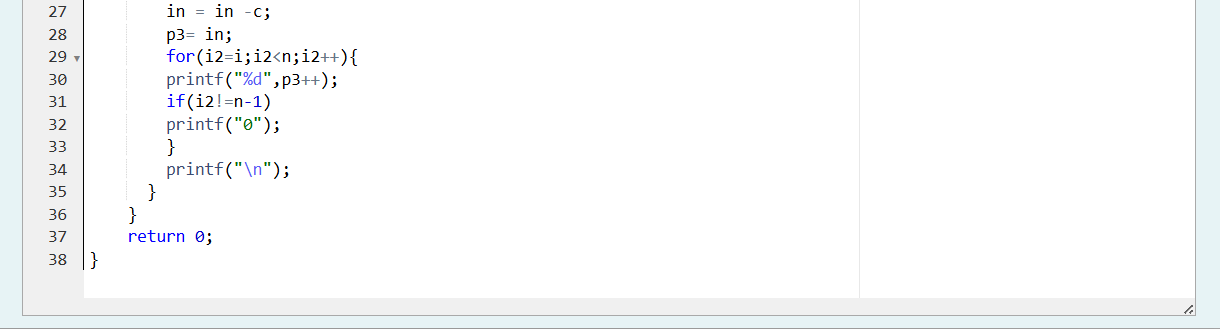 27 in = in -c;
28 p3= in;
29 for(i2=i;i2<n;i2++){
30 printf("%d",p3++);
31 if(i2!=n-1)
32 printf("0");
33 }
34 printf("\n");
35 }
36 }
37 return 0;
38 }